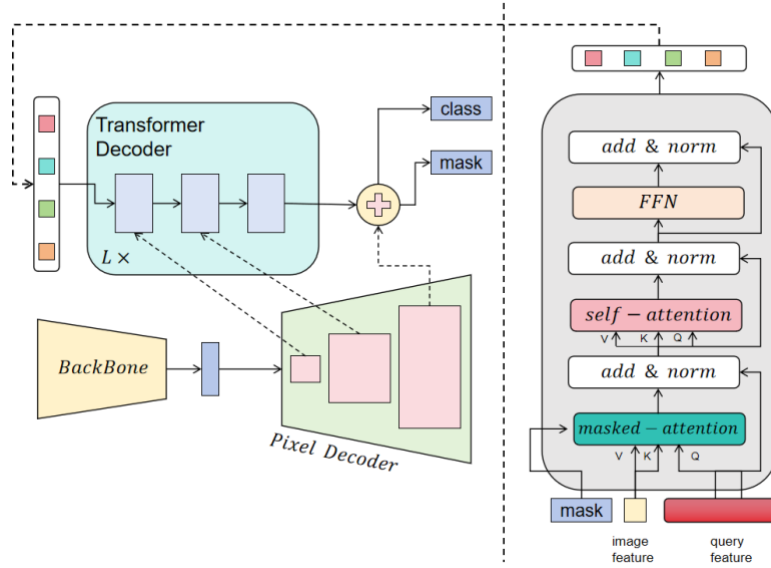 Transformer
Decoder
L ×
class
mask
BackBone
Pixel Decoder
add & norm
FFN
add & norm
self − attention
V K Q
add & norm
masked − attention
V K Q
mask
image
feature
query
feature